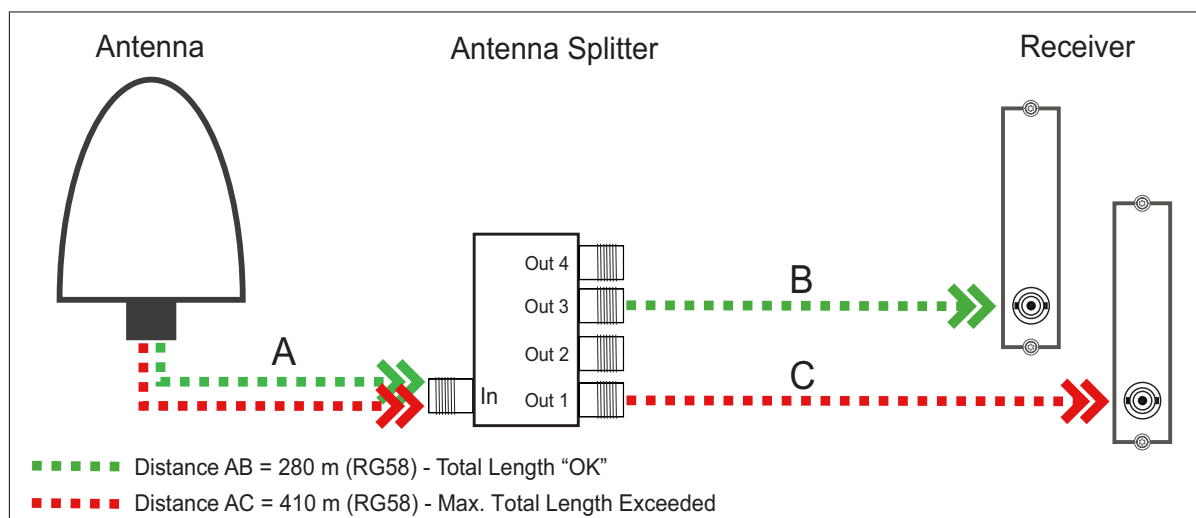 Antenna
Antenna Splitter
Receiver
Out 4
Out 3
Out 2
Out 1
In
A
B
C
Distance AB = 280 m (RG58) - Total Length “OK”
Distance AC = 410 m (RG58) - Max. Total Length Exceeded